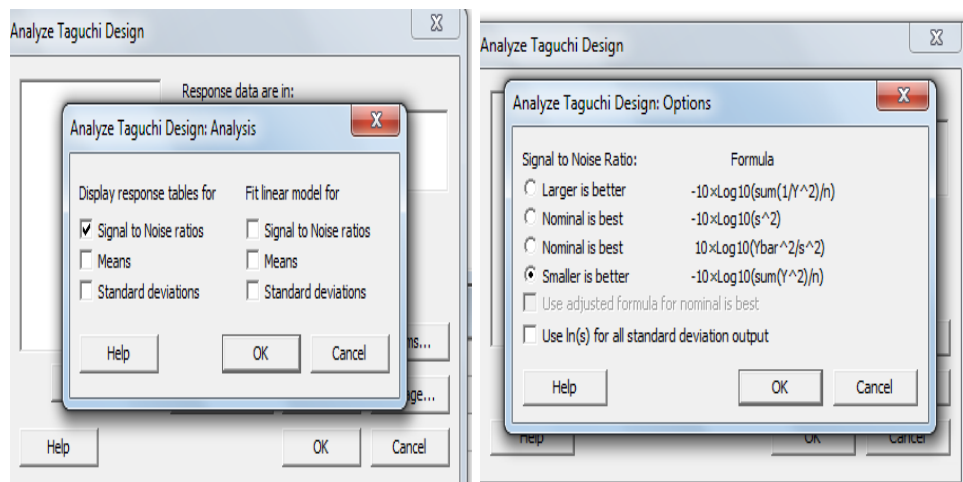 Analyze Taguchi Design
X
Response data are in:
Analyze Taguchi Design: Analysis
X
Display response tables for
Fit linear model for
Signal to Noise ratios
Signal to Noise ratios
Means
Means
Standard deviations
Standard deviations
Help
OK
Cancel
ms...
age...
Help
OK
Cancel
Analyze Taguchi Design
X
Analyze Taguchi Design: Options
X
Signal to Noise Ratio:
Formula
Larger is better
-10×Log10(sum(1/Y^2)/n)
Nominal is best
-10×Log10(s^2)
Nominal is best
10×Log10(Ybar^2/s^2)
Smaller is better
-10×Log10(sum(Y^2)/n)
Use adjusted formula for nominal is best
Use ln(s) for all standard deviation output
Help
OK
Cancel
Help
OK
Cancel